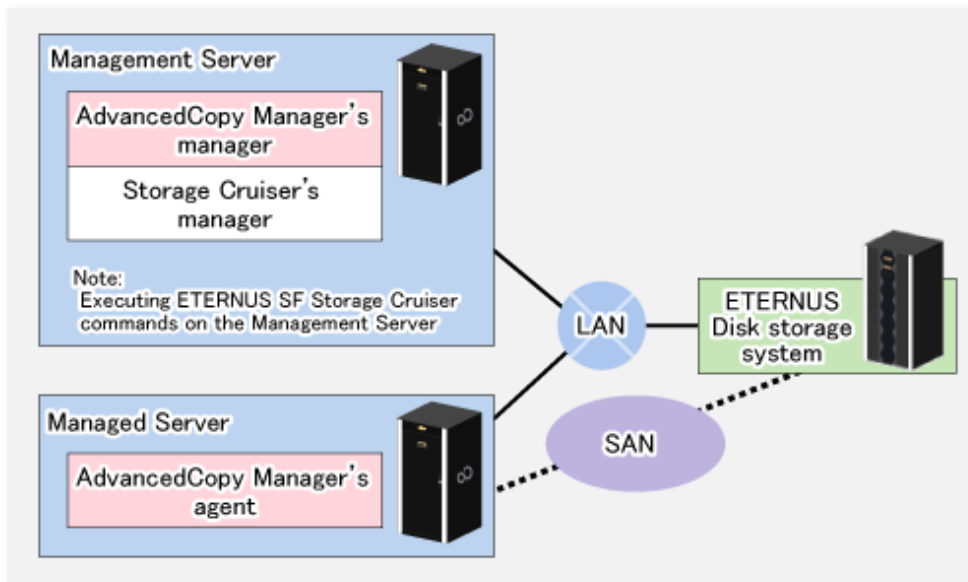 Management Server
AdvancedCopy Manager's
manager
Storage Cruiser's
manager
Note:
Executing ETERNUS SF Storage Cruiser
commands on the Management Server
LAN
ETERNUS
Disk storage
system
Managed Server
AdvancedCopy Manager's
agent
SAN